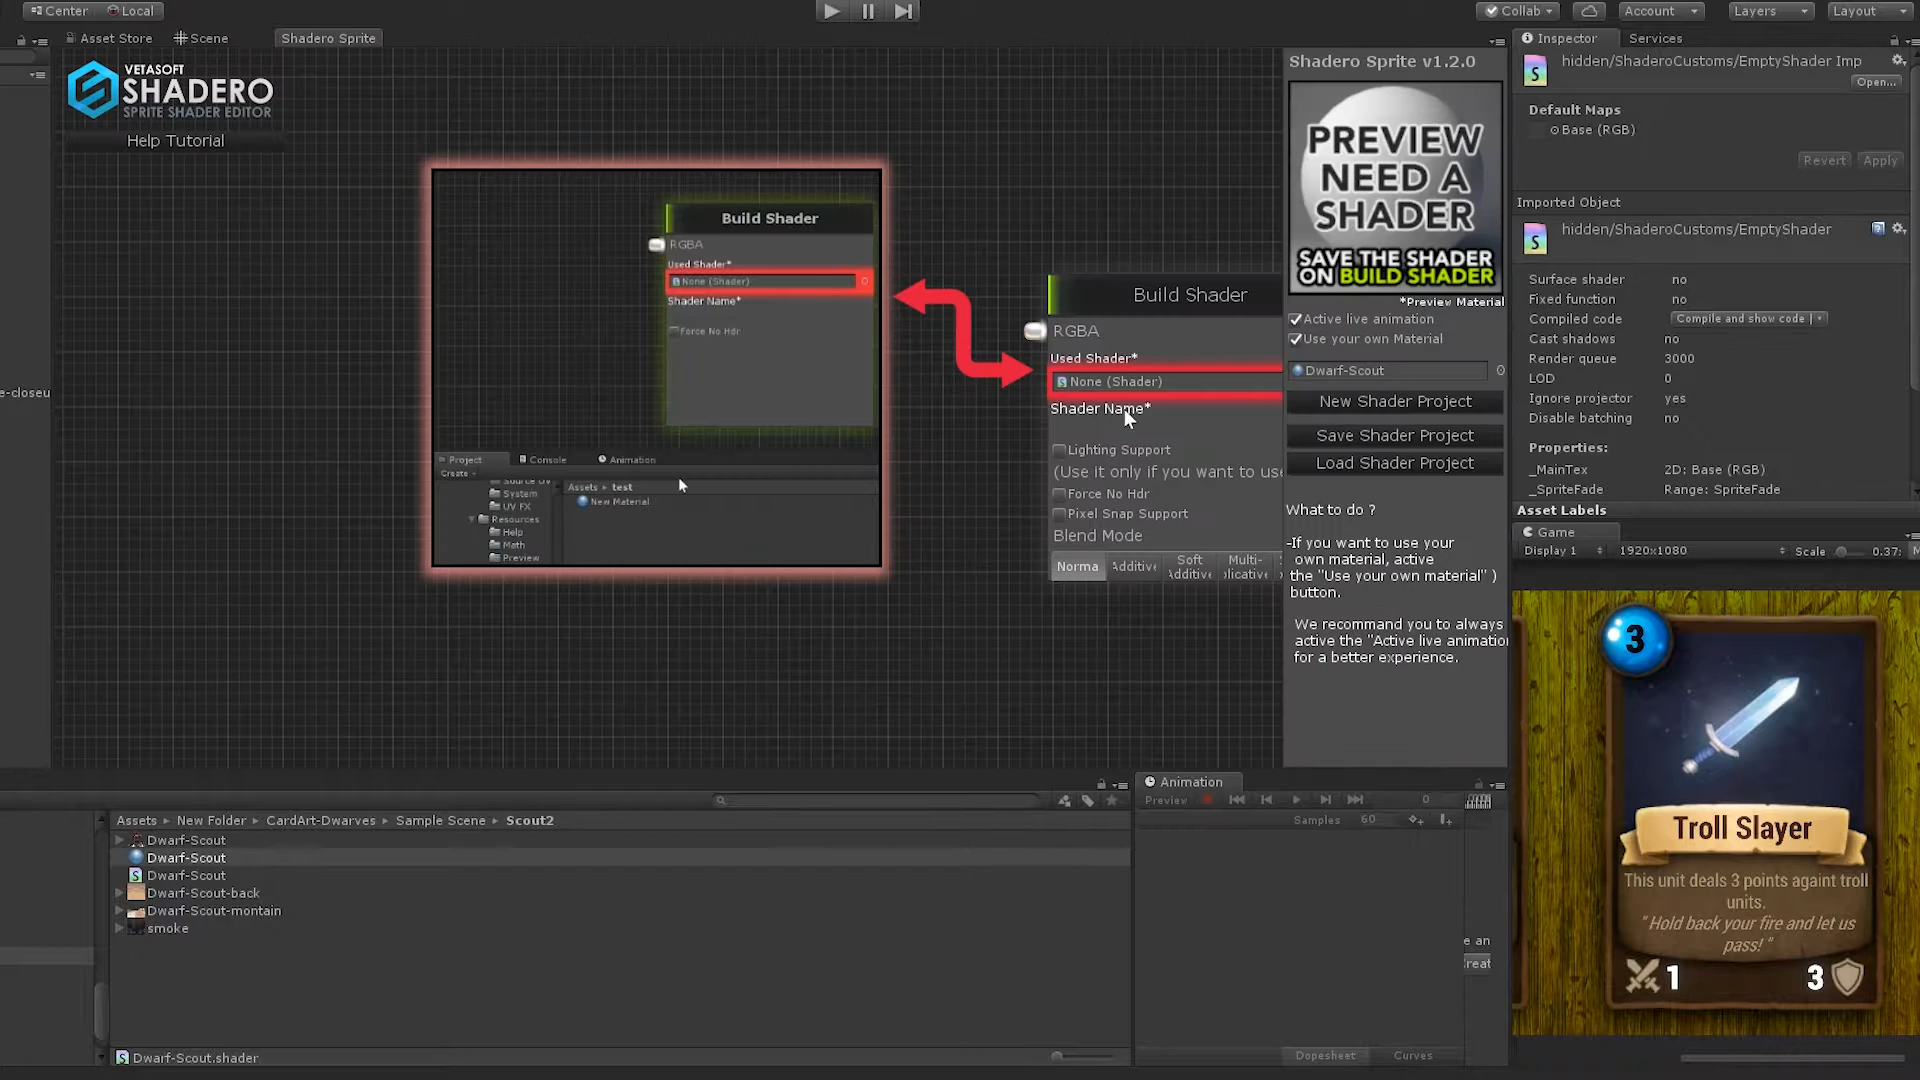 Center
Local
Collab
Account
Layers
Layout
Asset Store
Scene
Shadero Sprite
Inspector
Services
VETASOFT
SHADERO
SPRITE SHADER EDITOR
Help Tutorial
Build Shader
RGBA
Used Shader*
None (Shader)
Shader Name*
Force No Hdr
Project
Console
Animation
Create
Assets ▸ test
New Material
System
UV FX
Resources
Help
Math
Preview
Build Shader
RGBA
Used Shader*
None (Shader)
Shader Name*
Lighting Support
(Use it only if you want to use
Force No Hdr
Pixel Snap Support
Blend Mode
Norma
Additive
Soft
Additive
Multi-
plicative
Shadero Sprite v1.2.0
PREVIEW
NEED A
SHADER
SAVE THE SHADER
ON BUILD SHADER
*Preview Material
Active live animation
Use your own Material
Dwarf-Scout
New Shader Project
Save Shader Project
Load Shader Project
What to do ?
-If you want to use your
own material, active
the "Use your own material" )
button.
We recommand you to always
active the "Active live animation
for a better experience.
hidden/ShaderoCustoms/EmptyShader Imp
Open...
Default Maps
Base (RGB)
Revert
Apply
Imported Object
hidden/ShaderoCustoms/EmptyShader
Surface shader no
Fixed function no
Compiled code Compile and show code
Cast shadows no
Render queue 3000
LOD 0
Ignore projector yes
Disable batching no
Properties:
_MainTex 2D: Base (RGB)
_SpriteFade Range: SpriteFade
Asset Labels
Game
Display 1
1920x1080
Scale
0.37:
3
Troll Slayer
This unit deals 3 points againt troll
units.
"Hold back your fire and let us
pass! "
1
3
e-closeu
Assets ▸ New Folder ▸ CardArt-Dwarves ▸ Sample Scene ▸ Scout2
Dwarf-Scout
Dwarf-Scout
Dwarf-Scout
Dwarf-Scout-back
Dwarf-Scout-montain
smoke
Dwarf-Scout.shader
Animation
Preview
0
Samples 60
e an
reat
Dopesheet
Curves